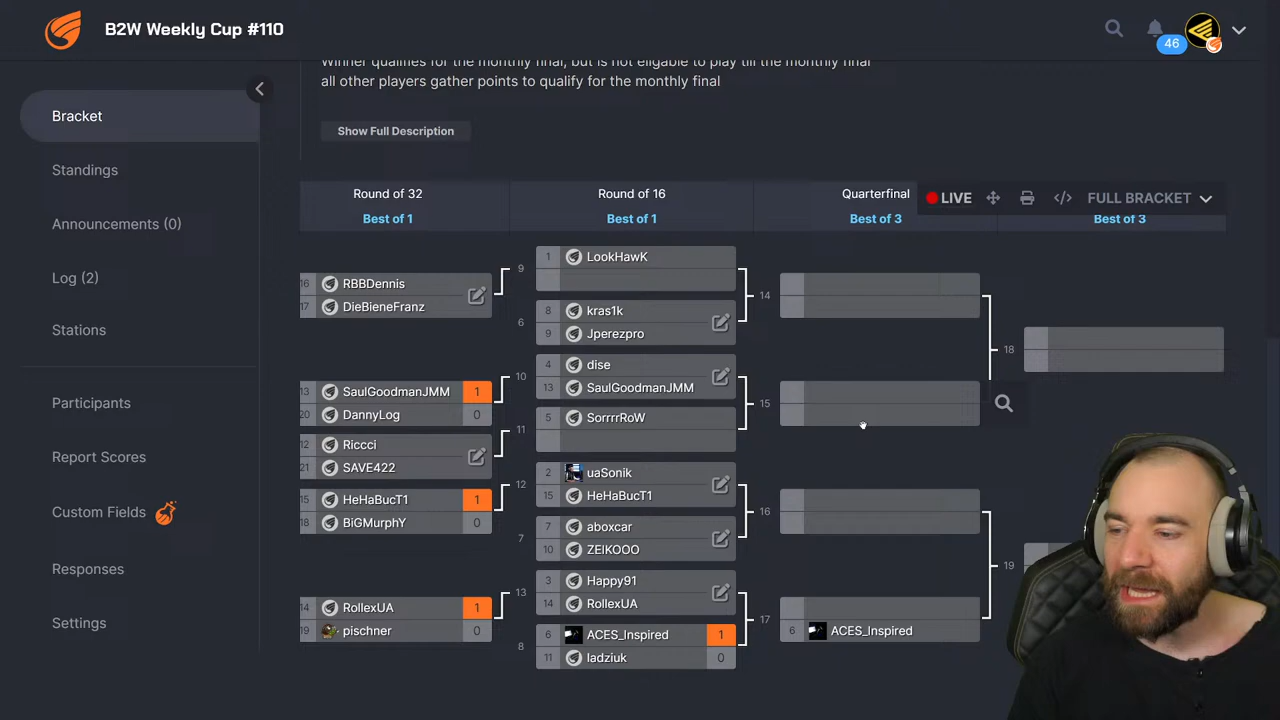 B2W Weekly Cup #110
46
Winner qualifies for the monthly final, but is not eligable to play till the monthly final
all other players gather points to qualify for the monthly final
Show Full Description
Bracket
Standings
Announcements (0)
Log (2)
Stations
Participants
Report Scores
Custom Fields
Responses
Settings
LIVE
FULL BRACKET
Round of 32
Best of 1
Round of 16
Best of 1
Quarterfinal
Best of 3
Best of 3
16 RBBDennis
17 DieBieneFranz
13 SaulGoodmanJMM 1
20 DannyLog 0
12 Riccci
21 SAVE422
15 HeHaBucT1 1
18 BiGMurphY 0
14 RollexUA 1
19 pischner 0
9
1 LookHawK
6
8 kras1k
9 Jperezpro
10
4 dise
13 SaulGoodmanJMM
11
5 SorrrRoW
12
2 uaSonik
15 HeHaBucT1
7
7 aboxcar
10 ZEIKOOO
13
3 Happy91
14 RollexUA
8
6 ACES_Inspired 1
11 ladziuk 0
14
15
16
17
6 ACES_Inspired
18
19